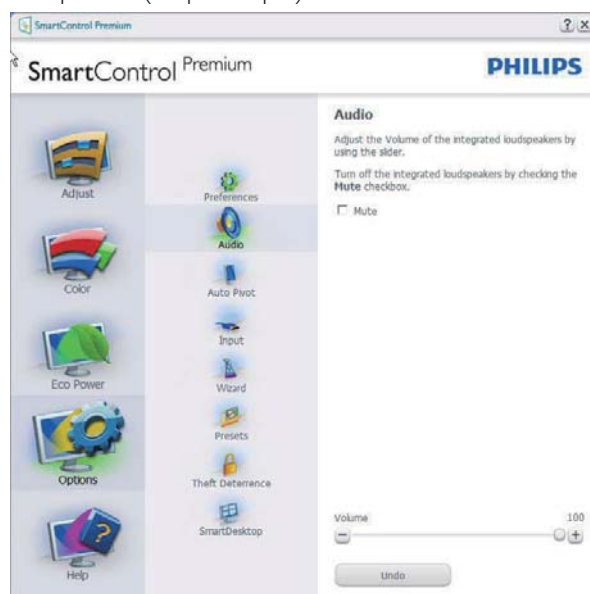 SmartControl Premium
? x
SmartControl Premium
PHILIPS
Adjust
Color
Eco Power
Options
Help
Preferences
Audio
Auto Pivot
Input
Wizard
Presets
Theft Deterrence
SmartDesktop
Audio
Adjust the Volume of the integrated loudspeakers by
using the slider.
Turn off the integrated loudspeakers by checking the
Mute checkbox.
Mute
Volume 100
Undo